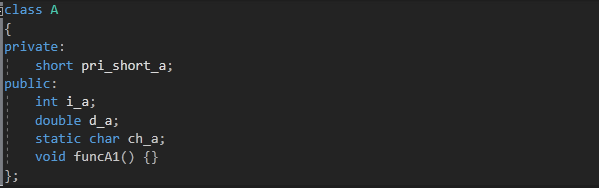 class A
{
private:
    short pri_short_a;
public:
    int i_a;
    double d_a;
    static char ch_a;
    void funcA1() {}
};